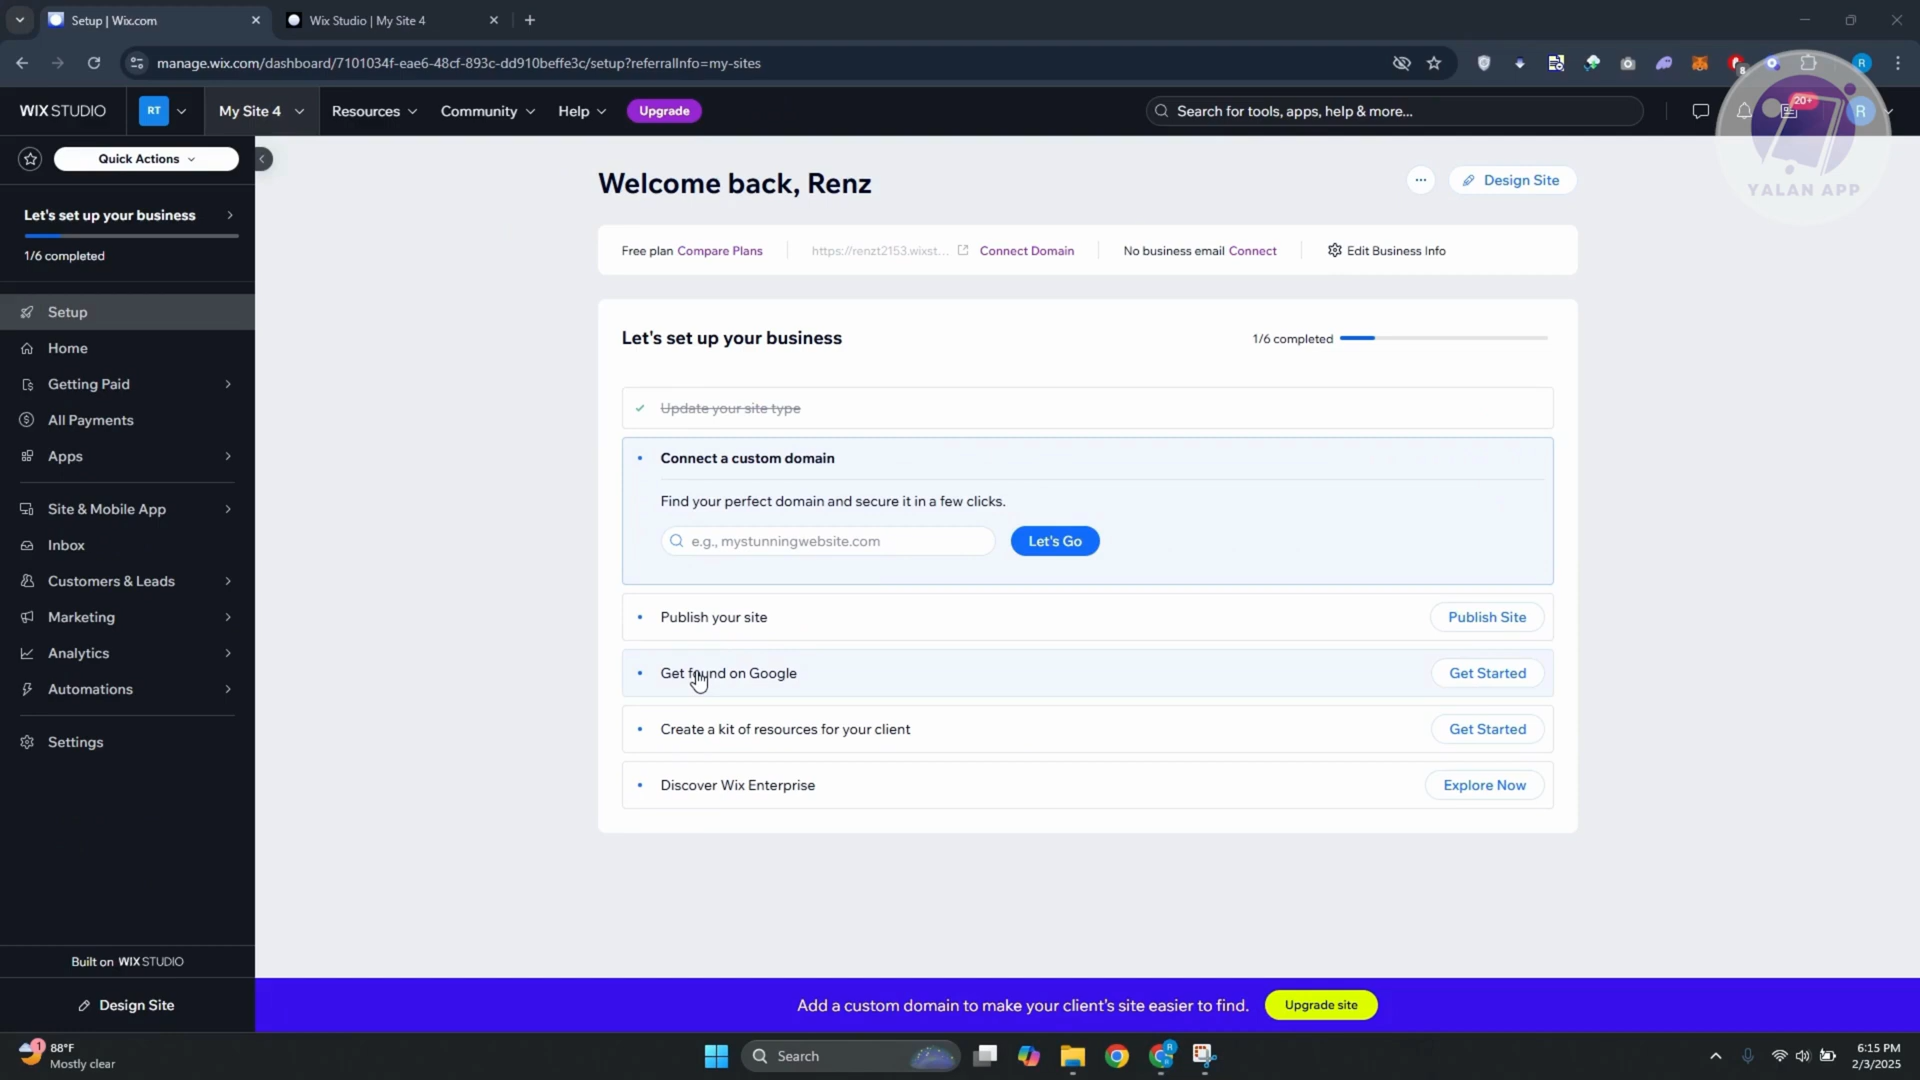 Setup | Wix.com
Wix Studio | My Site 4
manage.wix.com/dashboard/7101034f-eae6-48cf-893c-dd910beffe3c/setup?referralInfo=my-sites
R
8
WIX STUDIO
RT
My Site 4
Resources
Community
Help
Upgrade
Search for tools, apps, help & more...
20+
R
YALAN APP
Quick Actions
Let's set up your business
1/6 completed
Setup
Home
Getting Paid
All Payments
Apps
Site & Mobile App
Inbox
Customers & Leads
Marketing
Analytics
Automations
Settings
Built on WIX STUDIO
Design Site
Welcome back, Renz
Design Site
Free plan Compare Plans
https://renzt2153.wixst...
Connect Domain
No business email Connect
Edit Business Info
Let's set up your business
1/6 completed
Update your site type
Connect a custom domain
Find your perfect domain and secure it in a few clicks.
e.g., mystunningwebsite.com
Let's Go
Publish your site
Publish Site
Get found on Google
Get Started
Create a kit of resources for your client
Get Started
Discover Wix Enterprise
Explore Now
Add a custom domain to make your client's site easier to find.
Upgrade site
1
88°F
Mostly clear
Search
R
6:15 PM
2/3/2025